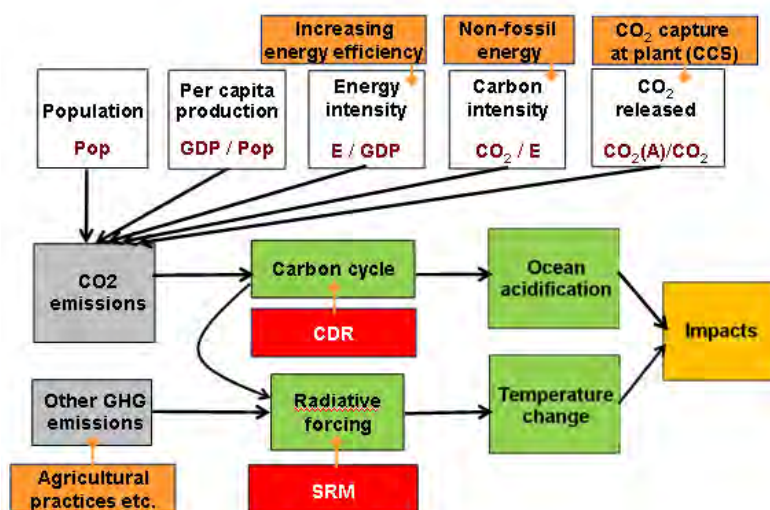 Increasing
energy efficiency
Non-fossil
energy
CO₂ capture
at plant (CCS)
Population
Pop
Per capita
production
GDP / Pop
Energy
intensity
E / GDP
Carbon
intensity
CO₂ / E
CO₂
released
CO₂(A)/CO₂
CO2
emissions
Carbon cycle
Ocean
acidification
CDR
Impacts
Other GHG
emissions
Radiative
forcing
Temperature
change
Agricultural
practices etc.
SRM